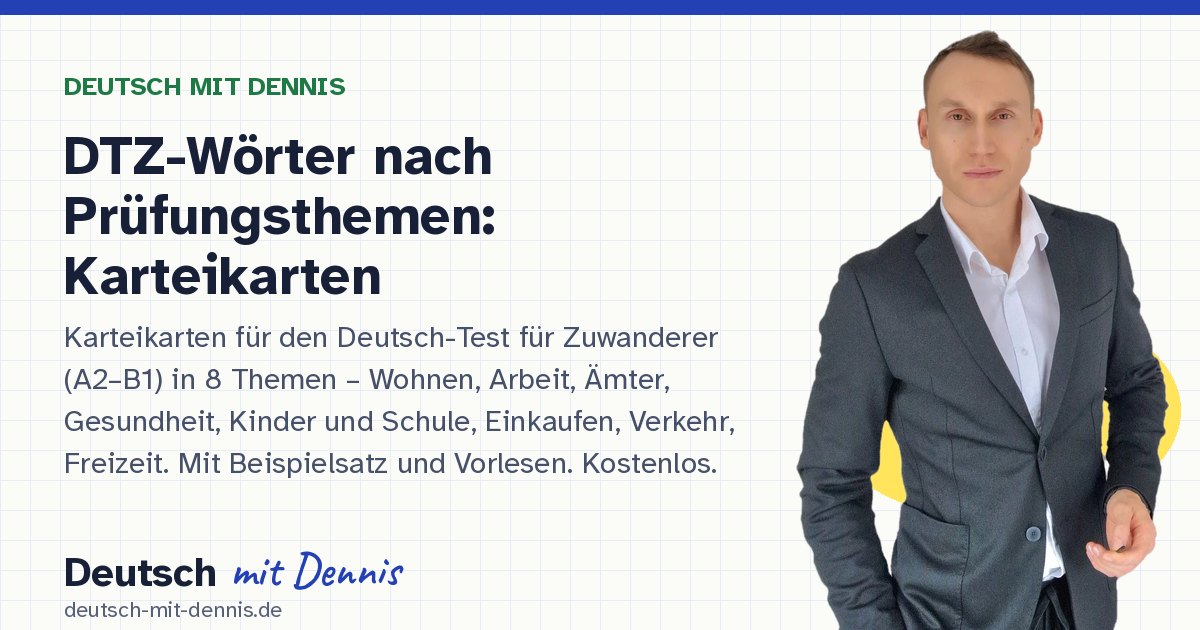 DEUTSCH MIT DENNIS
DTZ-Wörter nach
Prüfungsthemen:
Karteikarten
Karteikarten für den Deutsch-Test für Zuwanderer
(A2–B1) in 8 Themen – Wohnen, Arbeit, Ämter,
Gesundheit, Kinder und Schule, Einkaufen, Verkehr,
Freizeit. Mit Beispielsatz und Vorlesen. Kostenlos.
Deutsch mit Dennis
deutsch-mit-dennis.de